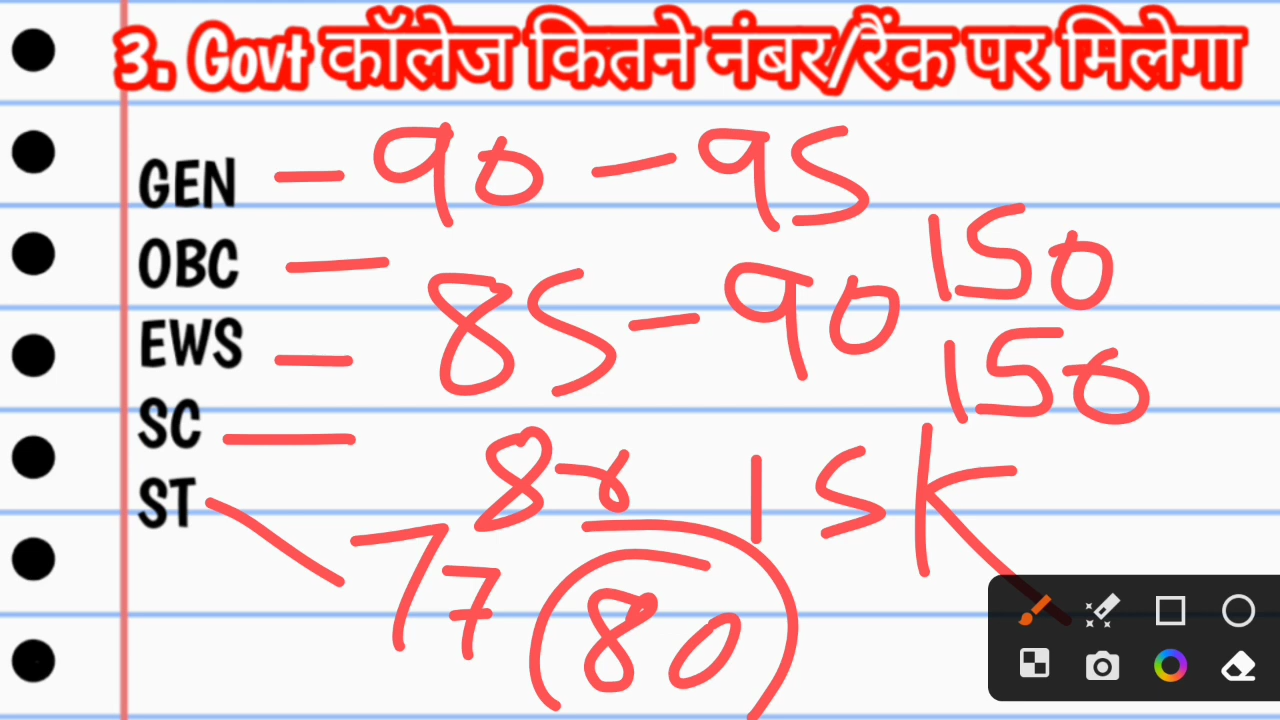 3. Govt कॉलेज कितने नंबर/रैंक पर मिलेगा
GEN - 90 - 95
OBC - 85 - 90 150
EWS - 150
SC - 15K
ST 77 80